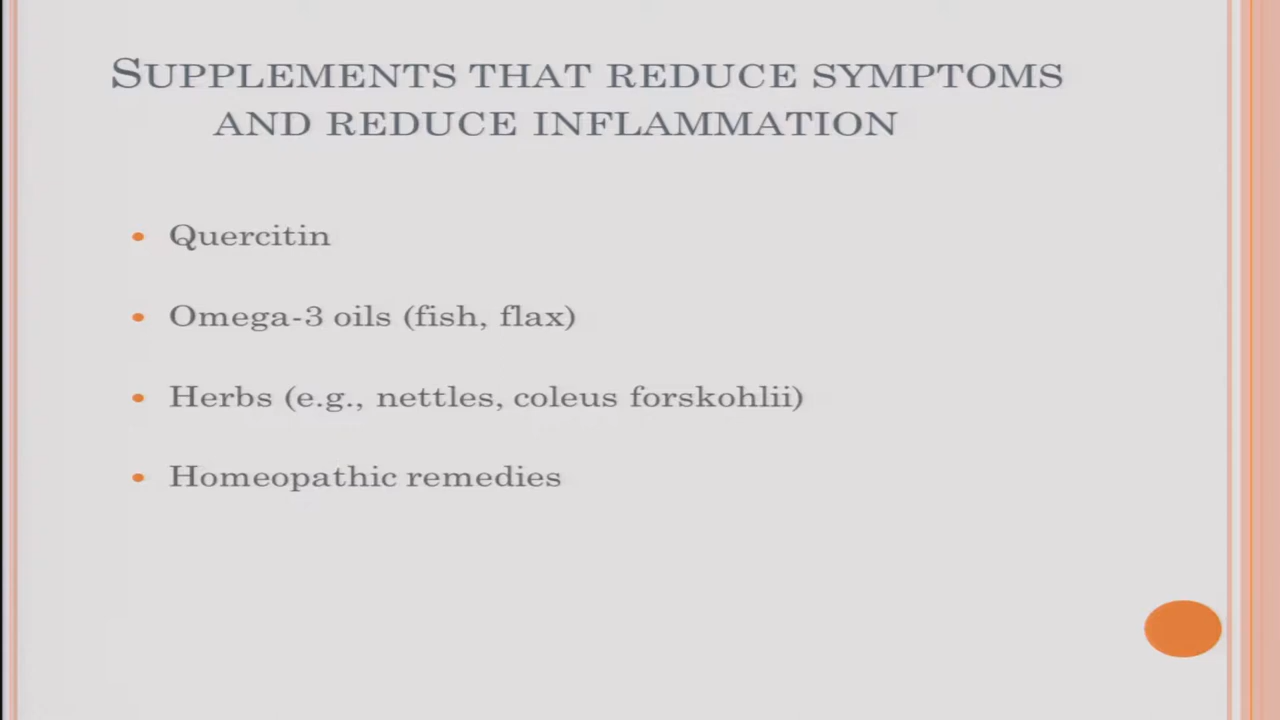 SUPPLEMENTS THAT REDUCE SYMPTOMS
AND REDUCE INFLAMMATION
• Quercitin
• Omega-3 oils (fish, flax)
• Herbs (e.g., nettles, coleus forskohlii)
• Homeopathic remedies